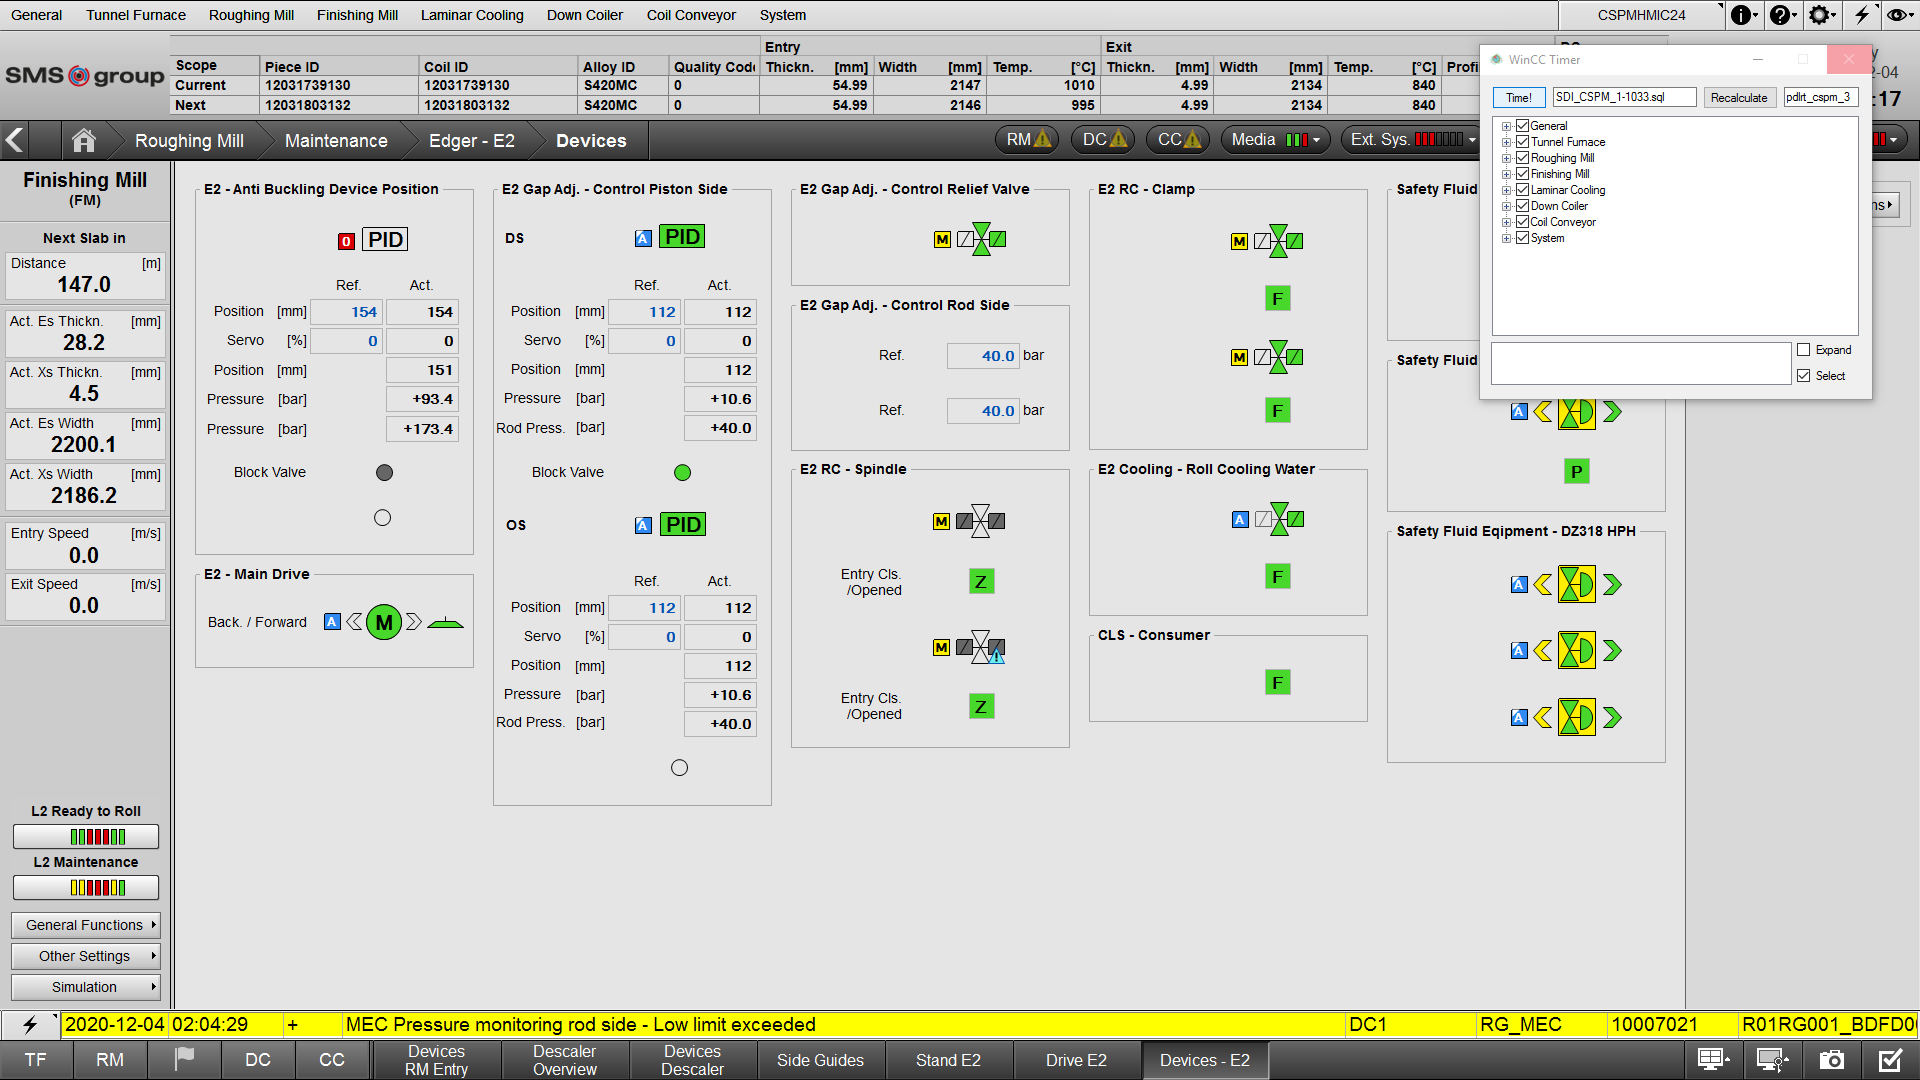 General Tunnel Furnace Roughing Mill Finishing Mill Laminar Cooling Down Coiler Coil Conveyor System CSPMHMIC24
SMS group
Entry Exit
Scope Piece ID Coil ID Alloy ID Quality Code Thickn. [mm] Width [mm] Temp. [°C] Thickn. [mm] Width [mm] Temp. [°C] Profi
Current 12031739130 12031739130 S420MC 0 54.99 2147 1010 4.99 2134 840
Next 12031803132 12031803132 S420MC 0 54.99 2146 995 4.99 2134 840
-04
:17
Roughing Mill Maintenance Edger - E2 Devices RM DC CC Media Ext. Sys.
WinCC Timer
Time! SDI_CSPM_1-1033.sql Recalculate pdlrt_cspm_3
General
Tunnel Furnace
Roughing Mill
Finishing Mill
Laminar Cooling
Down Coiler
Coil Conveyor
System
Expand
Select
ns
Finishing Mill
(FM)
Next Slab in
Distance [m]
147.0
Act. Es Thickn. [mm]
28.2
Act. Xs Thickn. [mm]
4.5
Act. Es Width [mm]
2200.1
Act. Xs Width [mm]
2186.2
Entry Speed [m/s]
0.0
Exit Speed [m/s]
0.0
L2 Ready to Roll
L2 Maintenance
General Functions
Other Settings
Simulation
E2 - Anti Buckling Device Position
0 PID
Ref. Act.
Position [mm] 154 154
Servo [%] 0 0
Position [mm] 151
Pressure [bar] +93.4
Pressure [bar] +173.4
Block Valve
E2 - Main Drive
Back. / Forward A M
E2 Gap Adj. - Control Piston Side
DS A PID
Ref. Act.
Position [mm] 112 112
Servo [%] 0 0
Position [mm] 112
Pressure [bar] +10.6
Rod Press. [bar] +40.0
Block Valve
OS A PID
Ref. Act.
Position [mm] 112 112
Servo [%] 0 0
Position [mm] 112
Pressure [bar] +10.6
Rod Press. [bar] +40.0
E2 Gap Adj. - Control Relief Valve
M
E2 Gap Adj. - Control Rod Side
Ref. 40.0 bar
Ref. 40.0 bar
E2 RC - Spindle
M
Entry Cls.
/Opened Z
M
Entry Cls.
/Opened Z
E2 RC - Clamp
M
F
M
F
E2 Cooling - Roll Cooling Water
A
F
CLS - Consumer
F
Safety Fluid
Safety Fluid
A
P
Safety Fluid Eqipment - DZ318 HPH
A
A
A
2020-12-04 02:04:29 + MEC Pressure monitoring rod side - Low limit exceeded DC1 RG_MEC 10007021
TF RM DC CC Devices RM Entry Descaler Overview Devices Descaler Side Guides Stand E2 Drive E2 Devices - E2